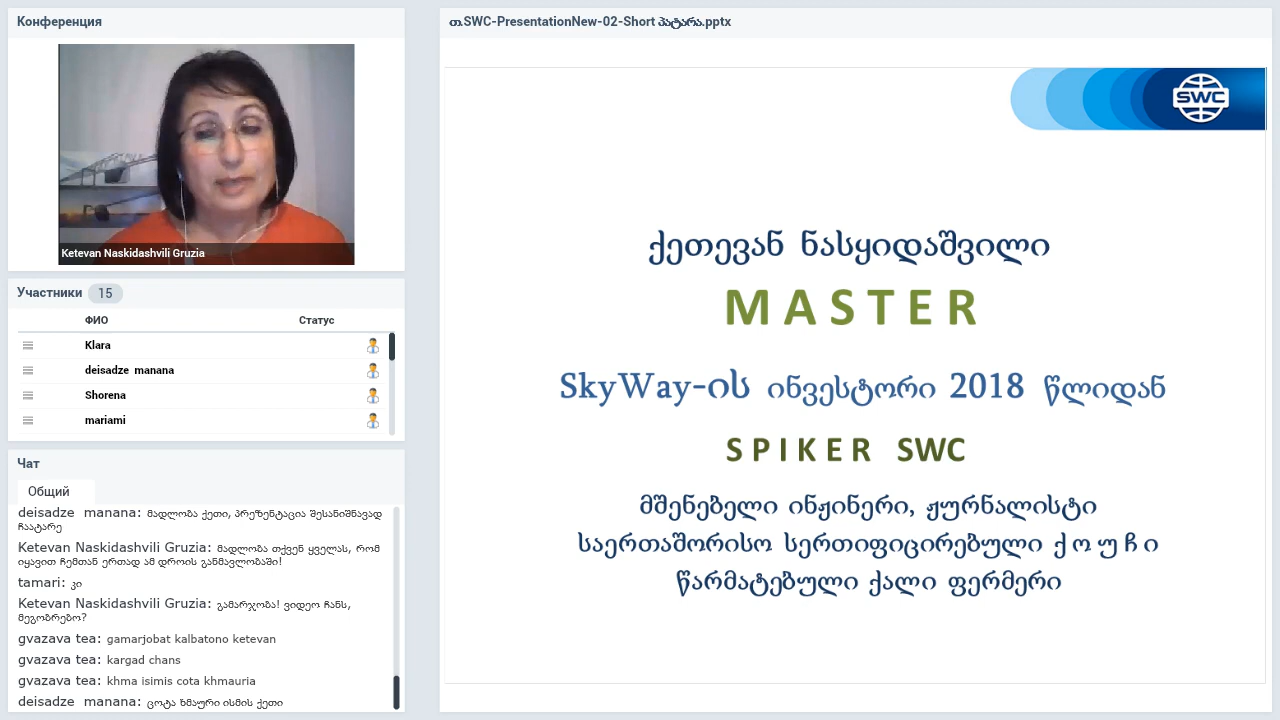 Конференция
Ketevan Naskidashvili Gruzia
Участники 15
ФИО Статус
Klara
deisadze manana
Shorena
mariami
Чат
Общий
deisadze manana: მადლობა ქეთი, პრეზენტაცია შესანიშნავად
ჩაატარე
Ketevan Naskidashvili Gruzia: მადლობა თქვენ ყველას, რომ
იყავით ჩემთან ერთად ამ დროის განმავლობაში!
tamari: კი
Ketevan Naskidashvili Gruzia: გამარჯობა! ვიდეო ჩანს,
მეგობრებო?
gvazava tea: gamarjobat kalbatono ketevan
gvazava tea: kargad chans
gvazava tea: khma isimis cota khmauria
deisadze manana: ცოტა ხმაური ისმის ქეთი
თ.SWC-PresentationNew-02-Short პატარა.pptx
SWC
ქეთევან ნასყიდაშვილი
MASTER
SkyWay-ის ინვესტორი 2018 წლიდან
SPIKER SWC
მშენებელი ინჟინერი, ჟურნალისტი
საერთაშორისო სერთიფიცირებული ქოუჩი
წარმატებული ქალი ფერმერი